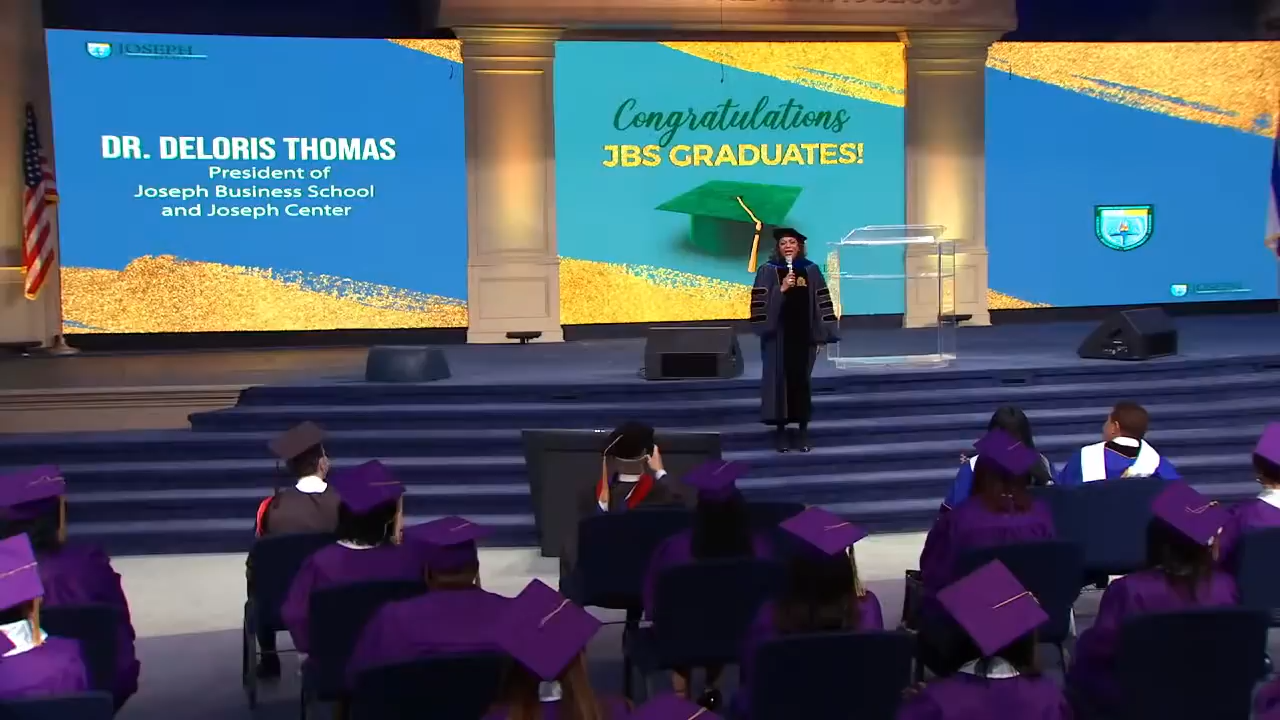 JOSEPH
DR. DELORIS THOMAS
President of
Joseph Business School
and Joseph Center
Congratulations
JBS GRADUATES!